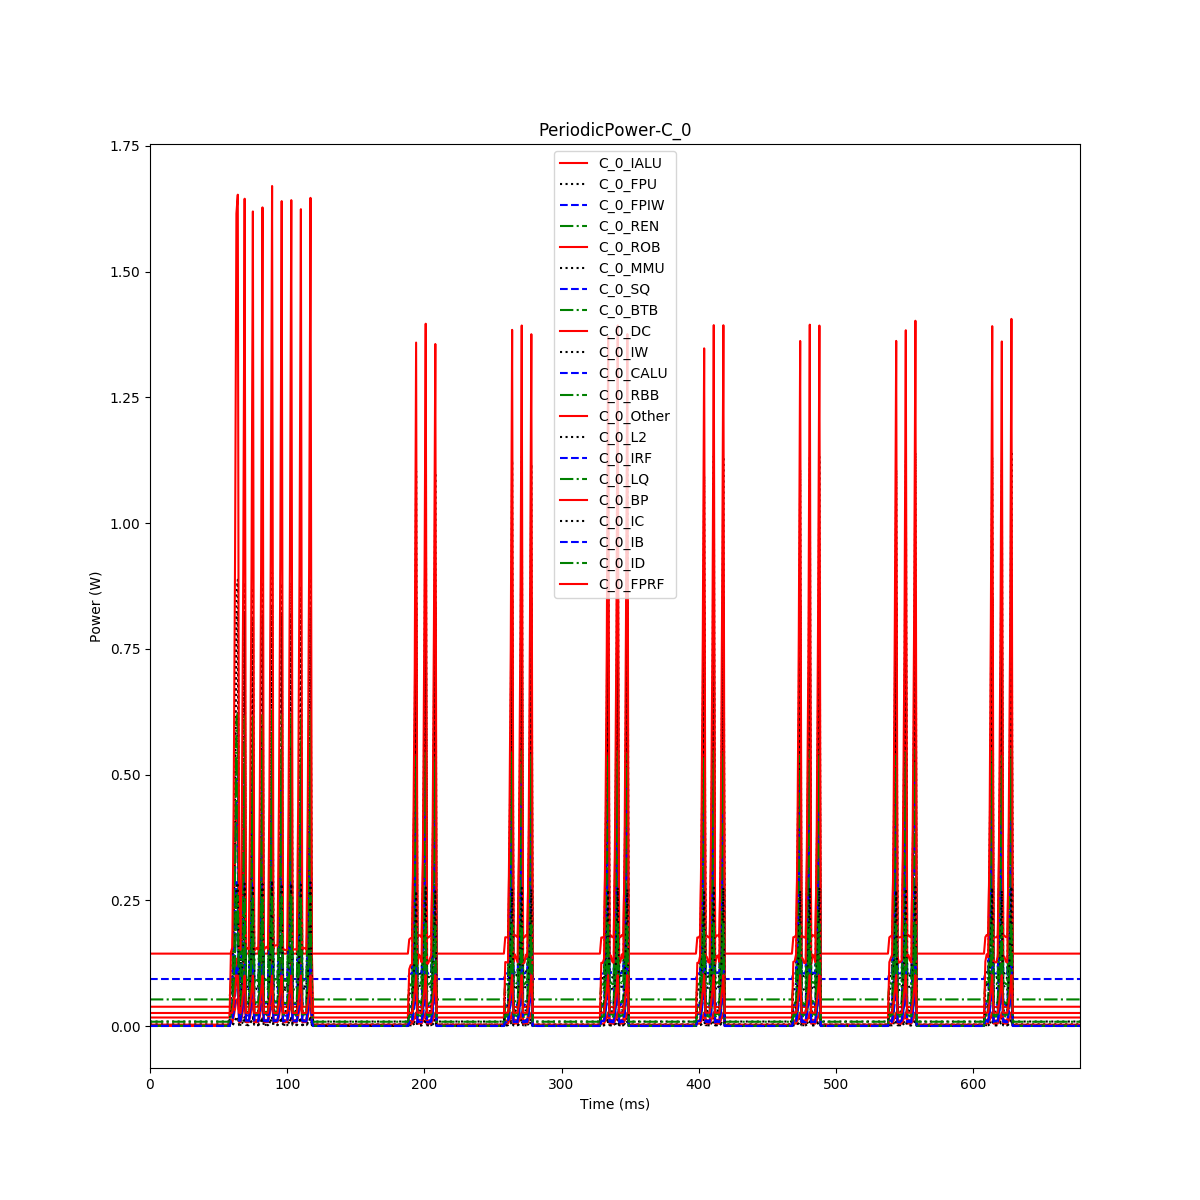 PeriodicPower-C_0
1.75
1.50
1.25
1.00
0.75
0.50
0.25
0.00
Power (W)
C_0_IALU
C_0_FPU
C_0_FPIW
C_0_REN
C_0_ROB
C_0_MMU
C_0_SQ
C_0_BTB
C_0_DC
C_0_IW
C_0_CALU
C_0_RBB
C_0_Other
C_0_L2
C_0_IRF
C_0_LQ
C_0_BP
C_0_IC
C_0_IB
C_0_ID
C_0_FPRF
0 100 200 300 400 500 600
Time (ms)